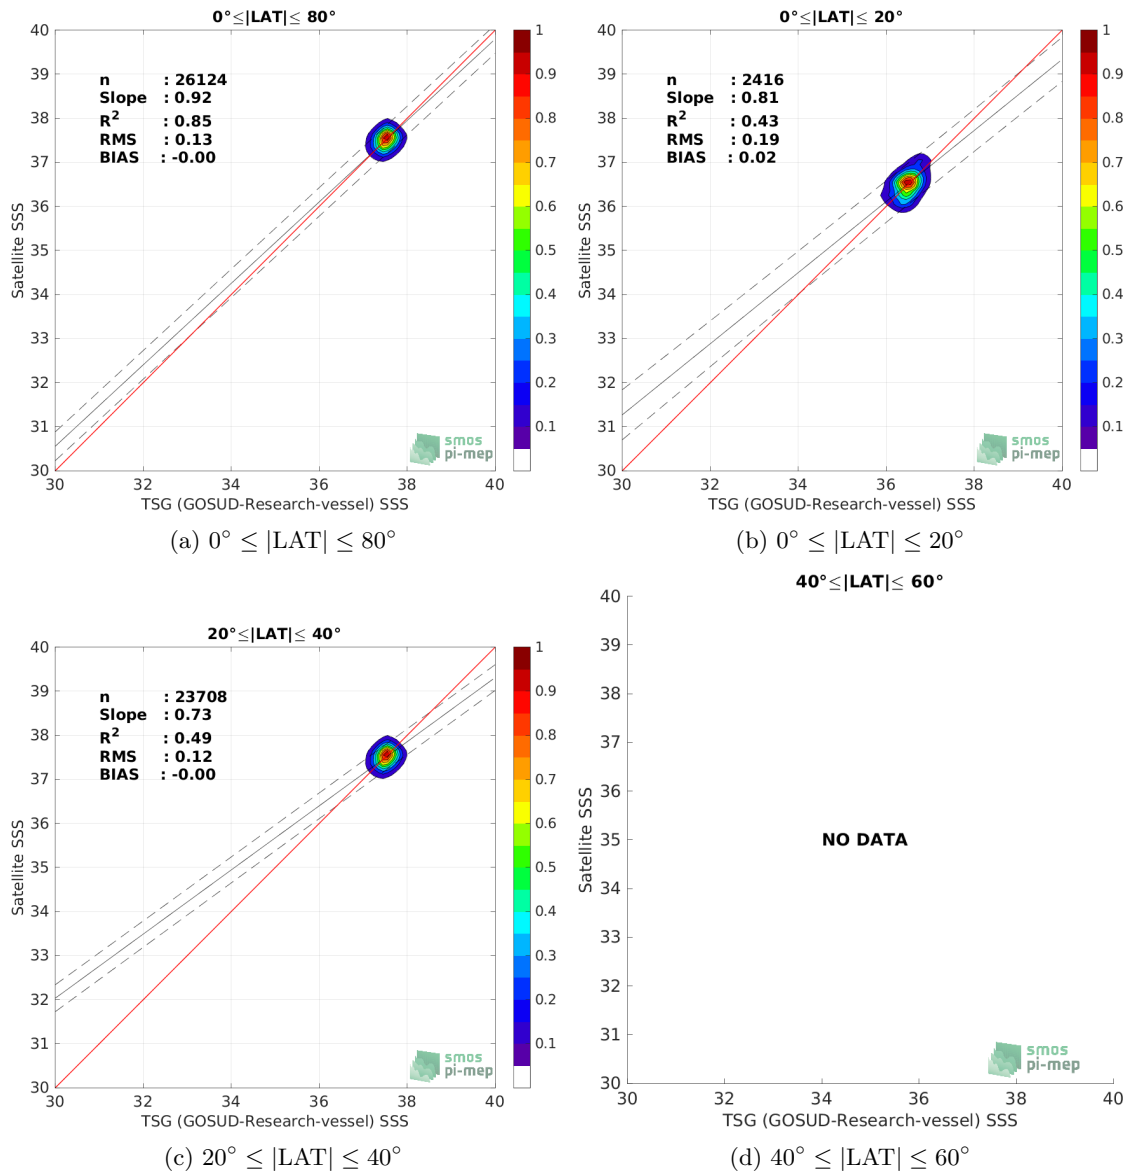 0°≤|LAT|≤ 80°
40
39
38
37
36
35
34
33
32
31
30
Satellite SSS
n : 26124
Slope : 0.92
R2 : 0.85
RMS : 0.13
BIAS : -0.00
smos
pi-mep
30 32 34 36 38 40
TSG (GOSUD-Research-vessel) SSS
1
0.9
0.8
0.7
0.6
0.5
0.4
0.3
0.2
0.1
(a) 0° ≤ |LAT| ≤ 80°
0°≤|LAT|≤ 20°
40
39
38
37
36
35
34
33
32
31
30
Satellite SSS
n : 2416
Slope : 0.81
R2 : 0.43
RMS : 0.19
BIAS : 0.02
smos
pi-mep
30 32 34 36 38 40
TSG (GOSUD-Research-vessel) SSS
1
0.9
0.8
0.7
0.6
0.5
0.4
0.3
0.2
0.1
(b) 0° ≤ |LAT| ≤ 20°
20°≤|LAT|≤ 40°
40
39
38
37
36
35
34
33
32
31
30
Satellite SSS
n : 23708
Slope : 0.73
R2 : 0.49
RMS : 0.12
BIAS : -0.00
smos
pi-mep
30 32 34 36 38 40
TSG (GOSUD-Research-vessel) SSS
1
0.9
0.8
0.7
0.6
0.5
0.4
0.3
0.2
0.1
(c) 20° ≤ |LAT| ≤ 40°
40°≤|LAT|≤ 60°
40
39
38
37
36
35
34
33
32
31
30
Satellite SSS
NO DATA
smos
pi-mep
30 32 34 36 38 40
TSG (GOSUD-Research-vessel) SSS
(d) 40° ≤ |LAT| ≤ 60°